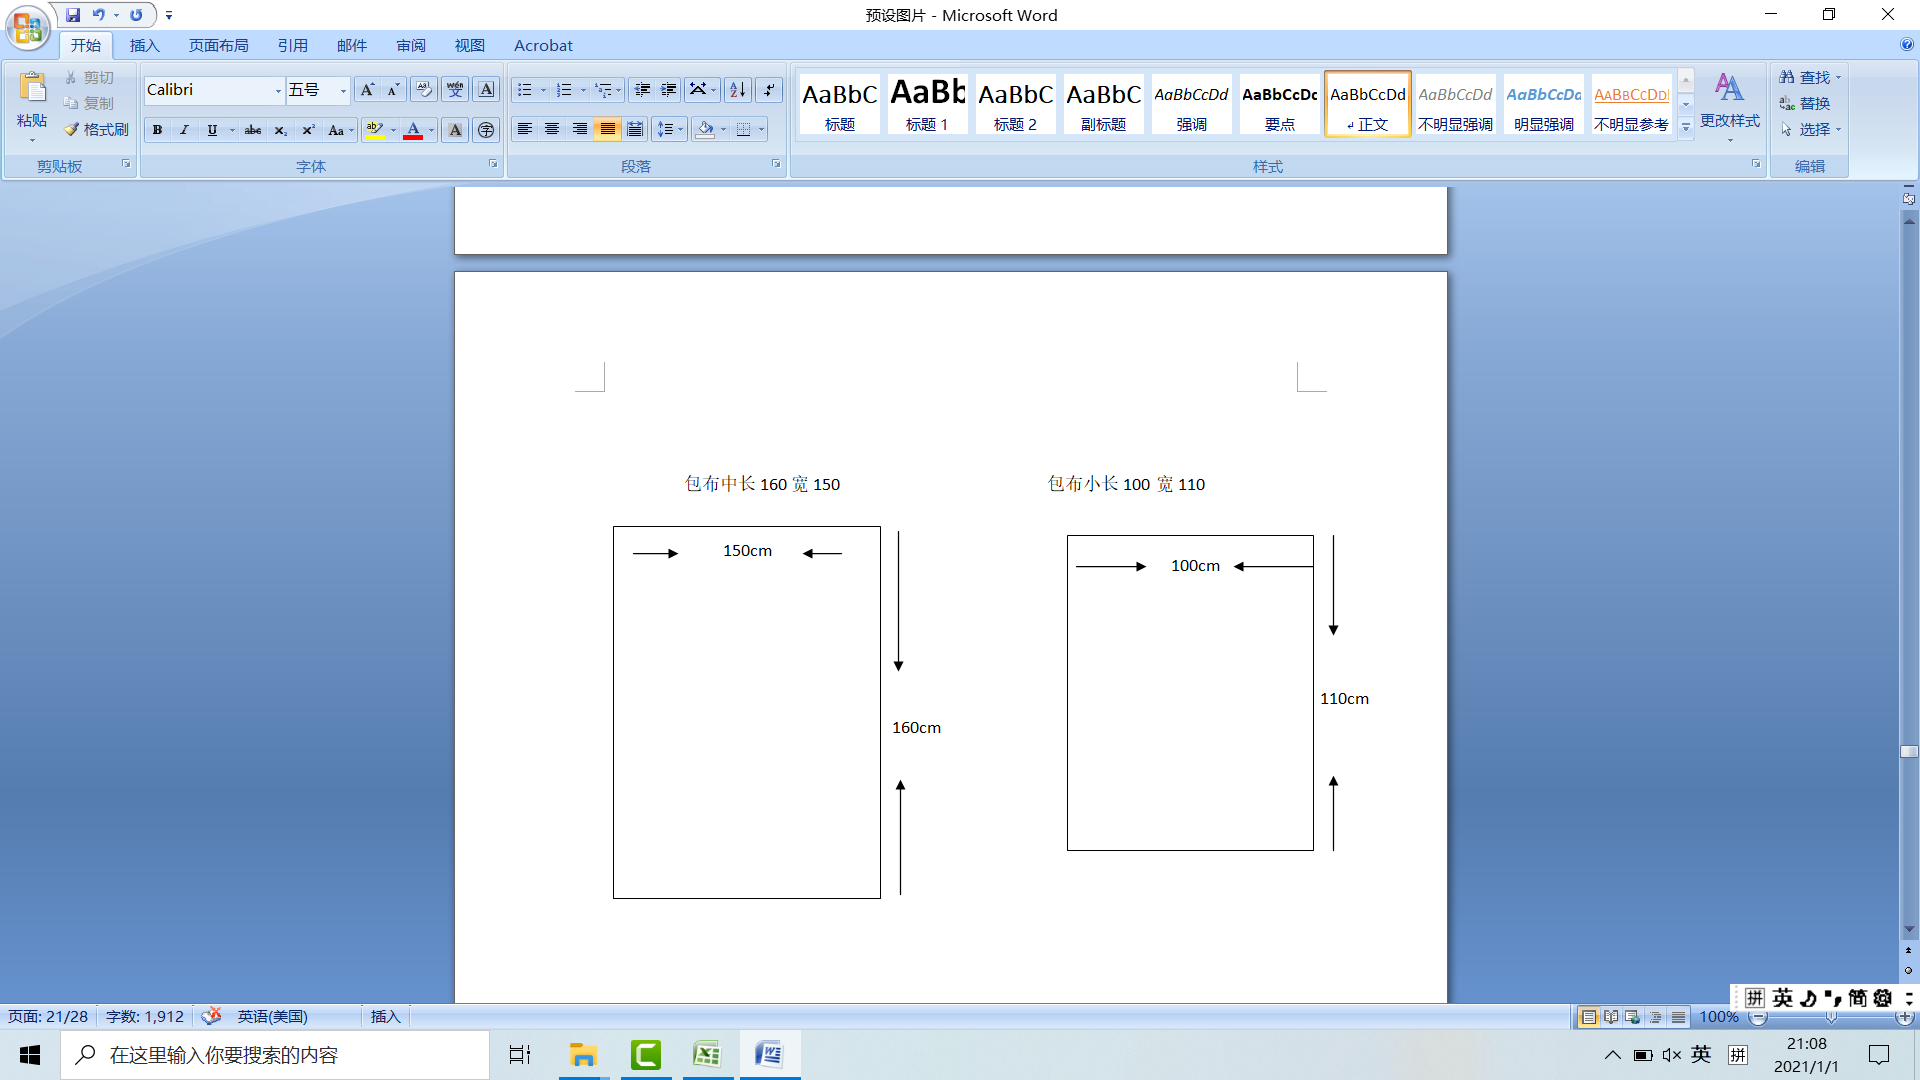 预设图片 - Microsoft Word
开始 插入 页面布局 引用 邮件 审阅 视图 Acrobat
粘贴 剪切 复制 格式刷
剪贴板
Calibri 五号
字体
段落
AaBbC AaBb AaBbC AaBbC AaBbCcDd AaBbCcDc AaBbCcDd AaBbCcDd AaBbCcDd AaBbCcDd
标题 标题 1 标题 2 副标题 强调 要点 正文 不明显强调 明显强调 不明显参考
更改样式
样式
查找
替换
选择
编辑
包布中长 160 宽 150 包布小长 100 宽 110
150cm
100cm
110cm
160cm
拼 英 简
页面: 21/28 字数: 1,912 英语(美国) 插入 100%
在这里输入你要搜索的内容
英 拼
21:08
2021/1/1